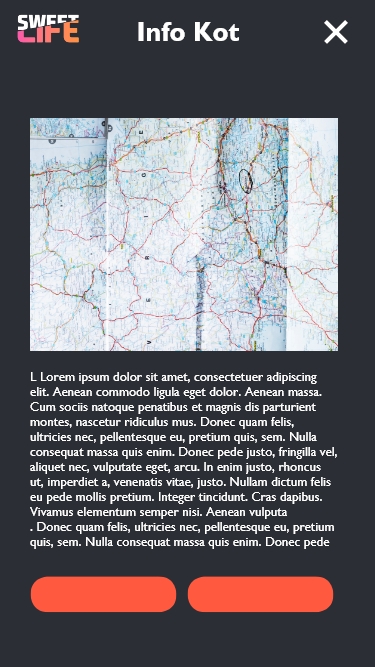 SWEET
LIFE
Info Kot
L Lorem ipsum dolor sit amet, consectetuer adipiscing
elit. Aenean commodo ligula eget dolor. Aenean massa.
Cum sociis natoque penatibus et magnis dis parturient
montes, nascetur ridiculus mus. Donec quam felis,
ultricies nec, pellentesque eu, pretium quis, sem. Nulla
consequat massa quis enim. Donec pede justo, fringilla vel,
aliquet nec, vulputate eget, arcu. In enim justo, rhoncus
ut, imperdiet a, venenatis vitae, justo. Nullam dictum felis
eu pede mollis pretium. Integer tincidunt. Cras dapibus.
Vivamus elementum semper nisi. Aenean vulputa
. Donec quam felis, ultricies nec, pellentesque eu, pretium
quis, sem. Nulla consequat massa quis enim. Donec pede